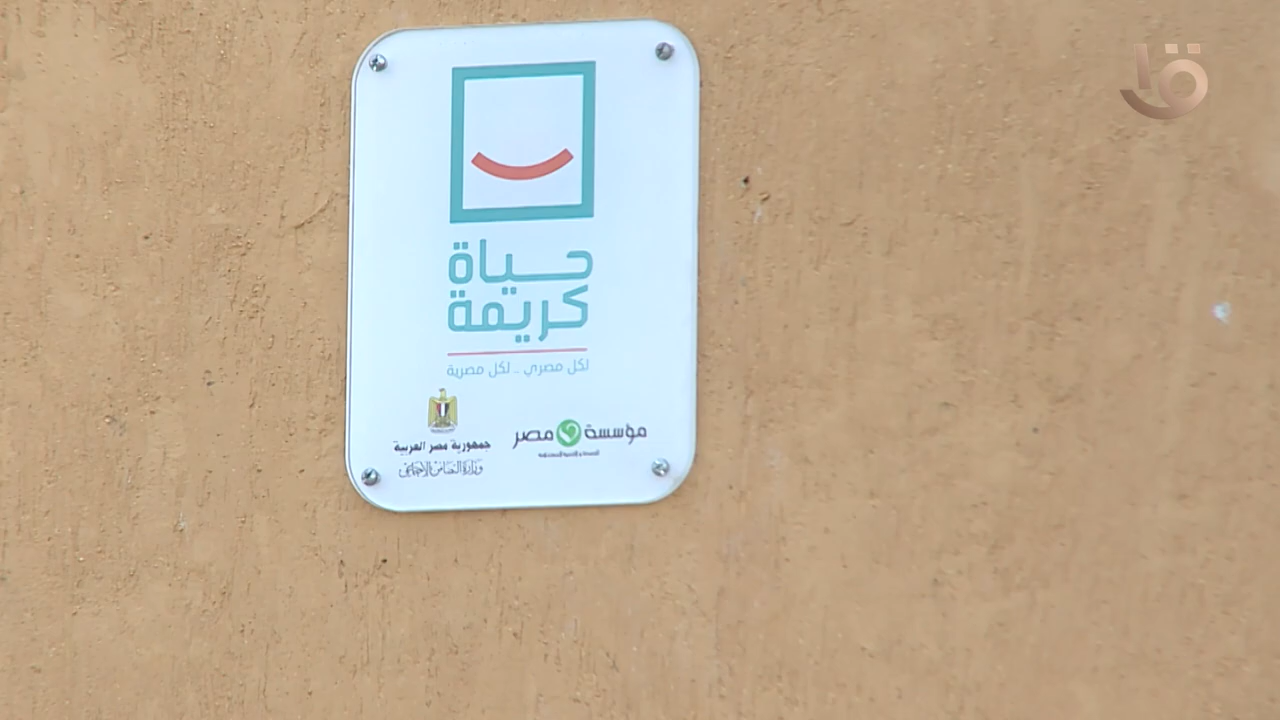 حياة
كريمة
لكل مصري .. لكل مصرية
مؤسسة مصر
جمهورية مصر العربية
وزارة التضامن الاجتماعي